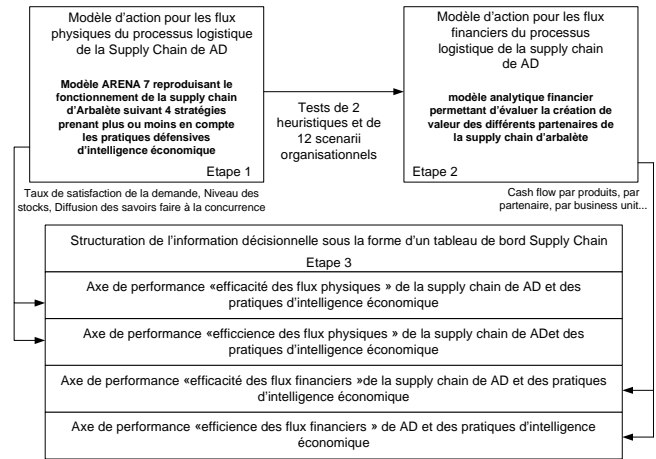 Modèle d'action pour les flux
physiques du processus logistique
de la Supply Chain de AD
Modèle ARENA 7 reproduisant le
fonctionnement de la supply chain
d'Arbalète suivant 4 stratégies
prenant plus ou moins en compte
les pratiques défensives
d'intelligence économique
Etape 1
Tests de 2
heuristiques et de
12 scenarii
organisationnels
Modèle d'action pour les flux
financiers du processus
logistique de la supply chain
de AD
modèle analytique financier
permettant d'évaluer la création de
valeur des différents partenaires de
la supply chain d'arbalète
Etape 2
Taux de satisfaction de la demande, Niveau des
stocks, Diffusion des savoirs faire à la concurrence
Cash flow par produits, par
partenaire, par business unit...
Structuration de l'information décisionnelle sous la forme d'un tableau de bord Supply Chain
Etape 3
Axe de performance «efficacité des flux physiques » de la supply chain de AD et des
pratiques d'intelligence économique
Axe de performance «efficcience des flux physiques » de la supply chain de ADet des
pratiques d'intelligence économique
Axe de performance «efficacité des flux financiers »de la supply chain de AD et des pratiques
d'intelligence économique
Axe de performance «efficience des flux financiers » de AD et des pratiques d'intelligence
économique